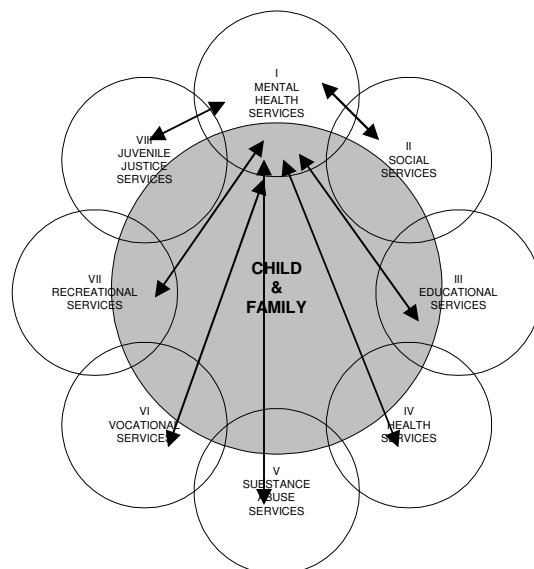 I
MENTAL
HEALTH
SERVICES
II
SOCIAL
SERVICES
III
EDUCATIONAL
SERVICES
IV
HEALTH
SERVICES
V
SUBSTANCE
ABUSE
SERVICES
VI
VOCATIONAL
SERVICES
VII
RECREATIONAL
SERVICES
VIII
JUVENILE
JUSTICE
SERVICES
CHILD
&
FAMILY